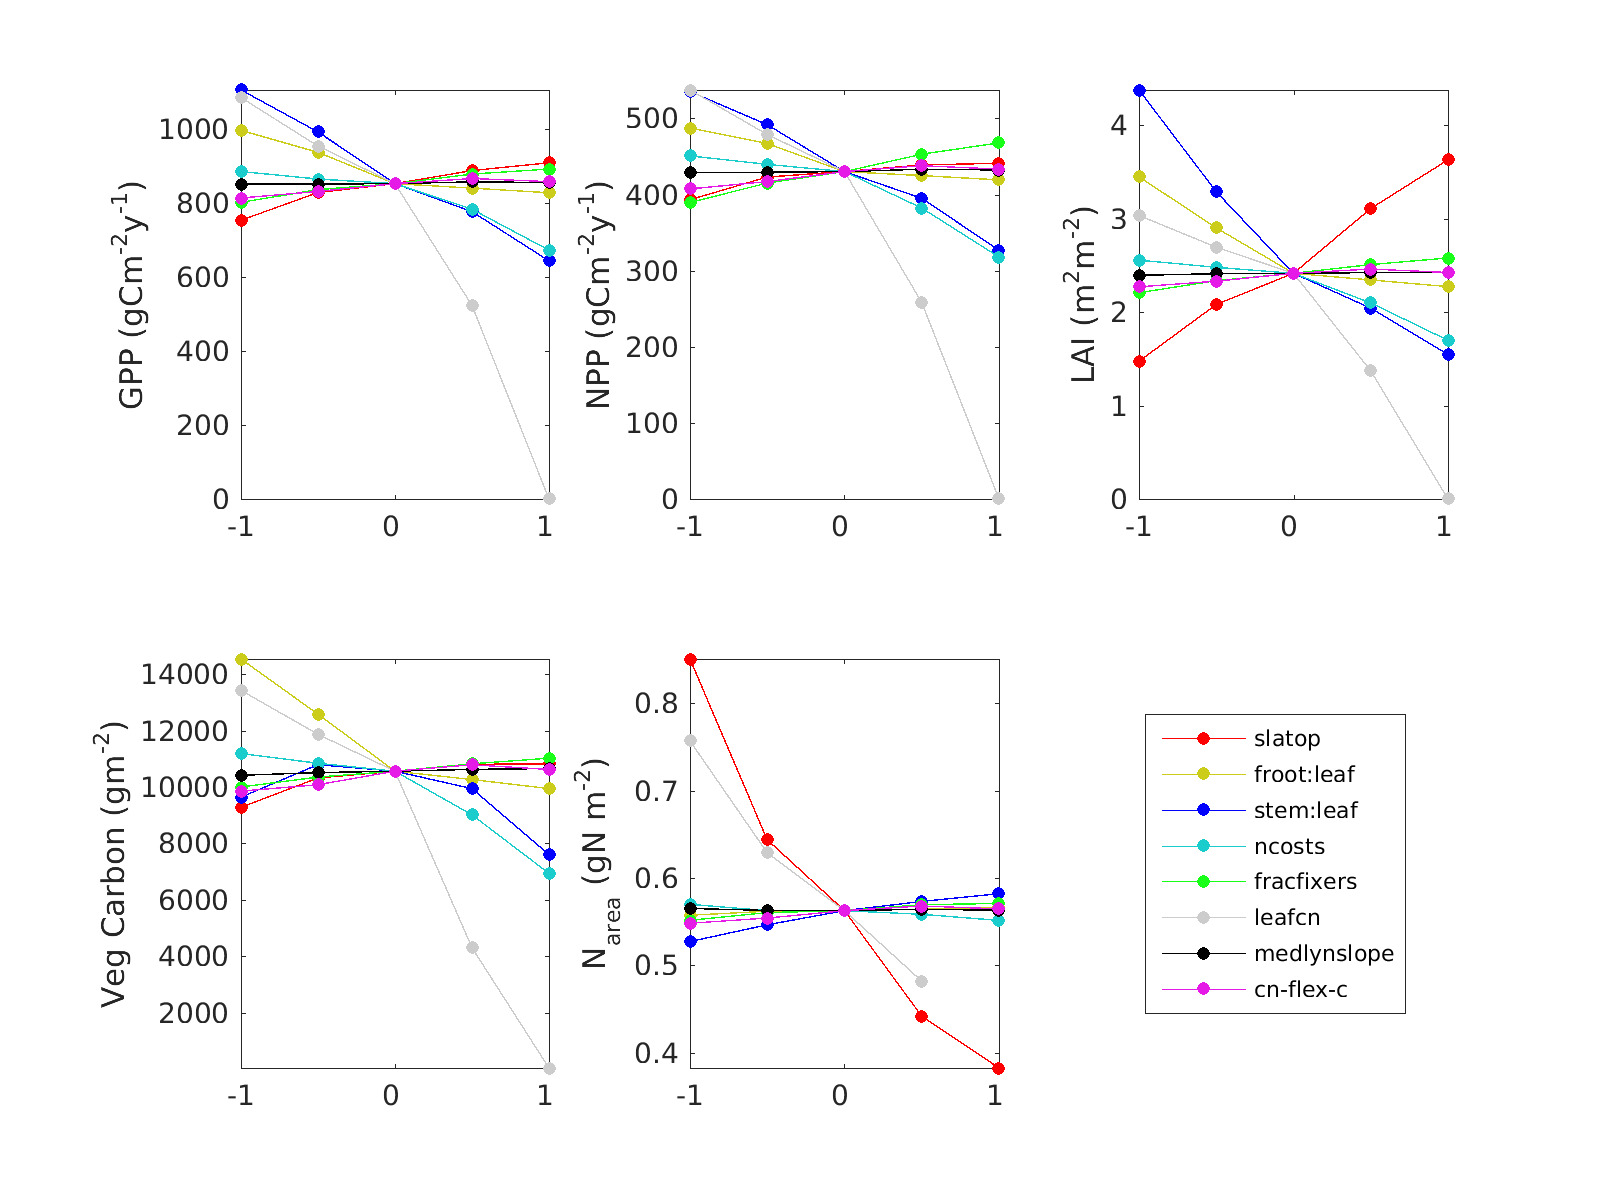 GPP (gCm-2y-1)
1000
800
600
400
200
0
-1 0 1
NPP (gCm-2y-1)
500
400
300
200
100
0
-1 0 1
LAI (m2m-2)
4
3
2
1
0
-1 0 1
Veg Carbon (gm-2)
14000
12000
10000
8000
6000
4000
2000
-1 0 1
Narea (gN m-2)
0.8
0.7
0.6
0.5
0.4
-1 0 1
slatop
froot:leaf
stem:leaf
ncosts
fracfixers
leafcn
medlynslope
cn-flex-c